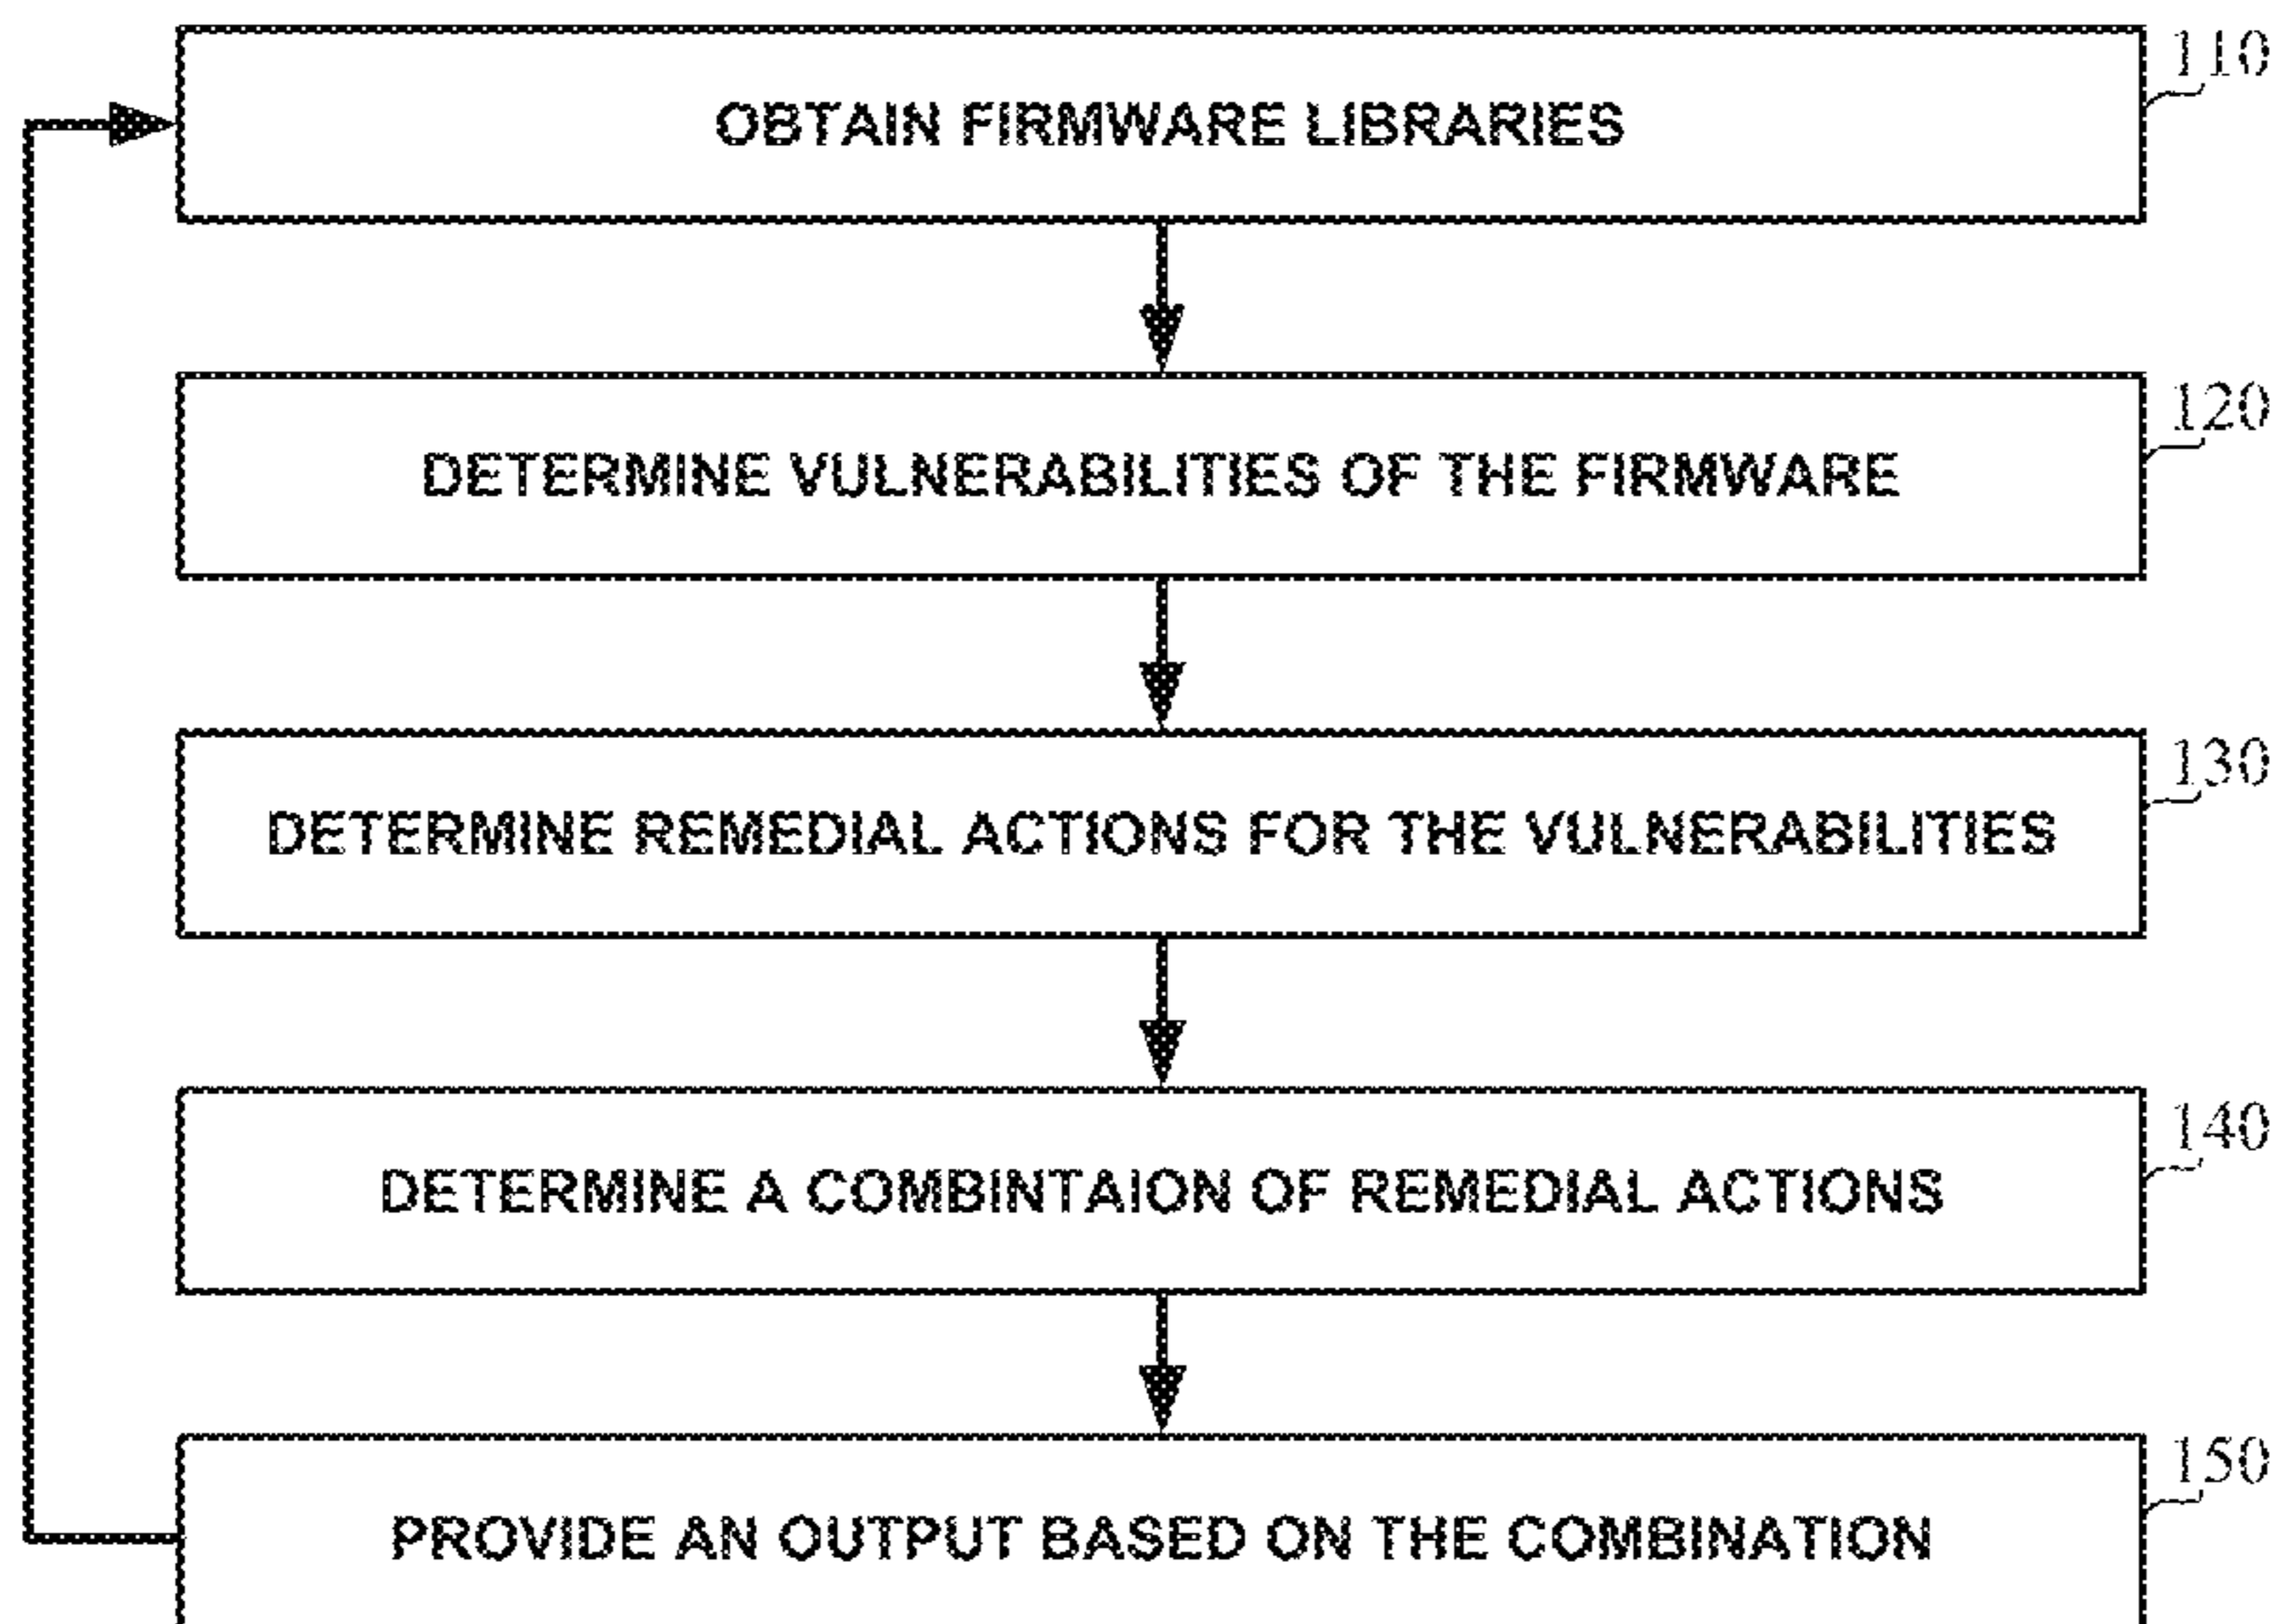 110
OBTAIN FIRMWARE LIBRARIES
120
DETERMINE VULNERABILITIES OF THE FIRMWARE
130
DETERMINE REMEDIAL ACTIONS FOR THE VULNERABILITIES
140
DETERMINE A COMBINTAION OF REMEDIAL ACTIONS
150
PROVIDE AN OUTPUT BASED ON THE COMBINATION